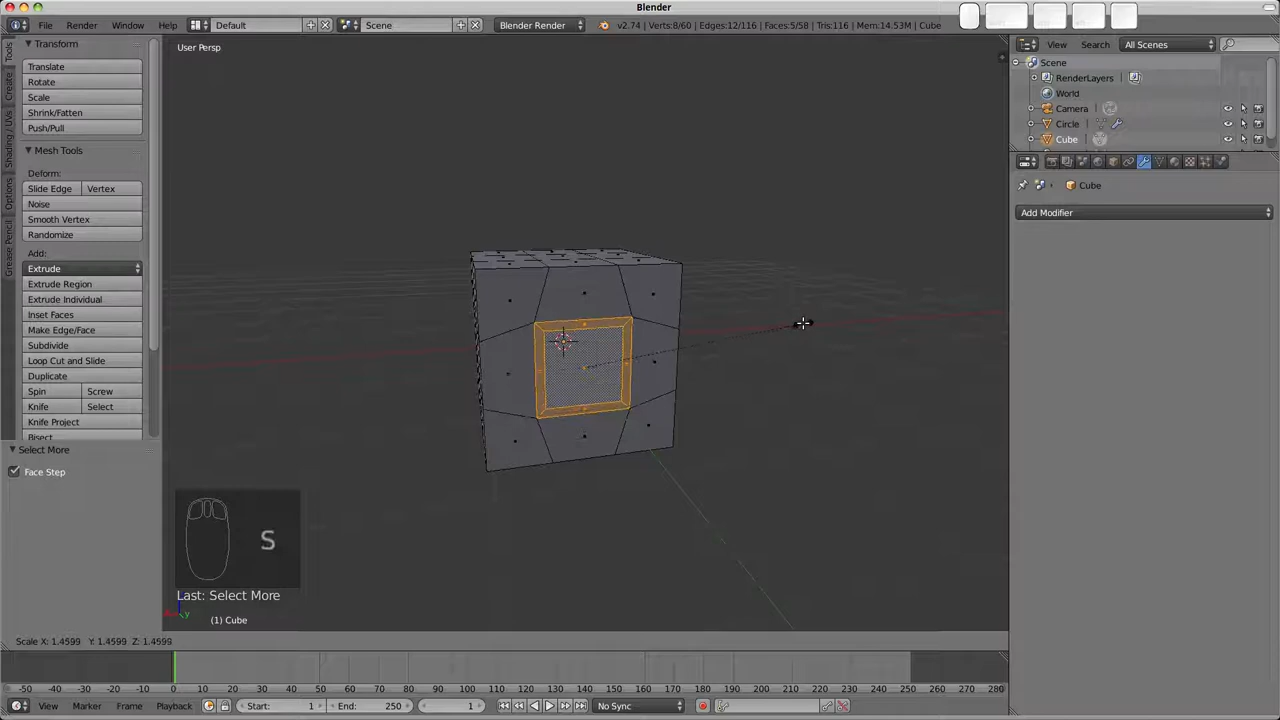 Blender
File Render Window Help Default Scene Blender Render v2.74 | Verts:8/60 | Edges:12/116 | Faces:5/58 | Tris:116 | Mem:14.53M | Cube
Tools
Create
Shading / UVs
Options
Grease Pencil
Transform
Translate
Rotate
Scale
Shrink/Fatten
Push/Pull
Mesh Tools
Deform:
Slide Edge Vertex
Noise
Smooth Vertex
Randomize
Add:
Extrude
Extrude Region
Extrude Individual
Inset Faces
Make Edge/Face
Subdivide
Loop Cut and Slide
Duplicate
Spin Screw
Knife Select
Knife Project
Bisect
Select More
Face Step
User Persp
S
Last: Select More
y
(1) Cube
Scale X: 1.4599 Y: 1.4599 Z: 1.4599
View Search All Scenes
Scene
RenderLayers
World
Camera
Circle
Cube
Cube
Add Modifier
-50 -40 -30 -20 -10 0 10 20 30 40 50 60 70 80 90 100 110 120 130 140 150 160 170 180 190 200 210 220 230 240 250 260 270 280
View Marker Frame Playback Start: 1 End: 250 1 No Sync